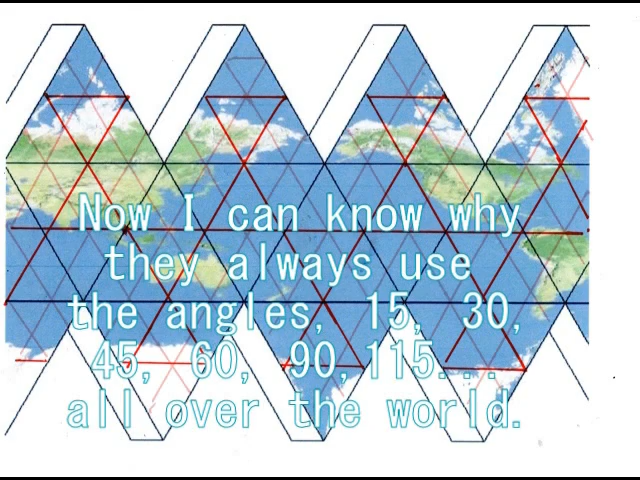 Now I can know why
they always use
the angles, 15, 30,
45, 60, 90,115...
all over the world.